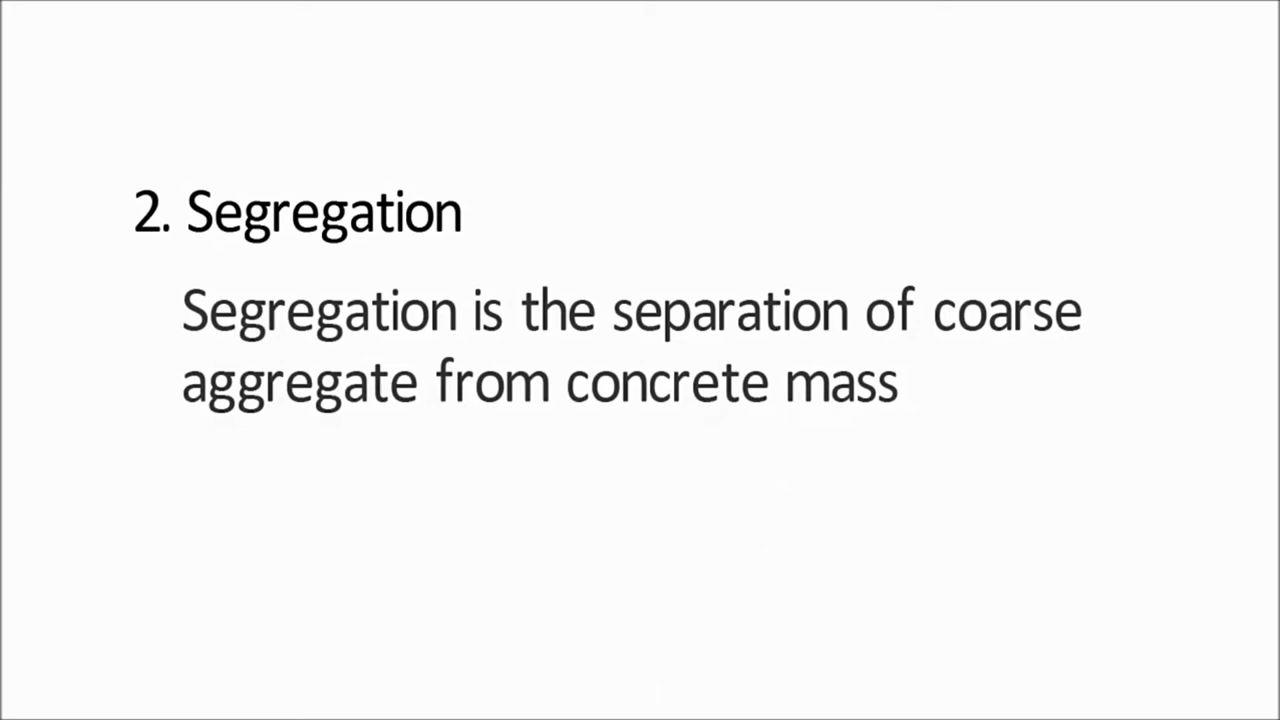 2. Segregation
Segregation is the separation of coarse
aggregate from concrete mass